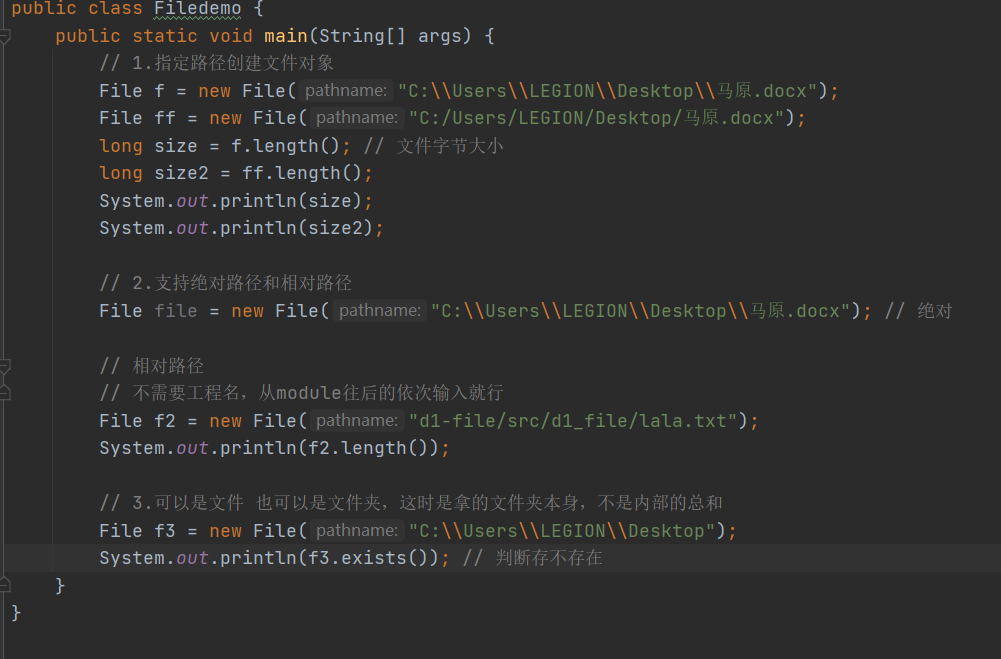 public class Filedemo {
public static void main(String[] args) {
// 1.指定路径创建文件对象
File f = new File( pathname: "C:\\Users\\LEGION\\Desktop\\马原.docx");
File ff = new File( pathname: "C:/Users/LEGION/Desktop/马原.docx");
long size = f.length(); // 文件字节大小
long size2 = ff.length();
System.out.println(size);
System.out.println(size2);
// 2.支持绝对路径和相对路径
File file = new File( pathname: "C:\\Users\\LEGION\\Desktop\\马原.docx"); // 绝对
// 相对路径
// 不需要工程名，从module往后的依次输入就行
File f2 = new File( pathname: "d1-file/src/d1_file/lala.txt");
System.out.println(f2.length());
// 3.可以是文件 也可以是文件夹，这时是拿的文件夹本身，不是内部的总和
File f3 = new File( pathname: "C:\\Users\\LEGION\\Desktop");
System.out.println(f3.exists()); // 判断存不存在
}
}